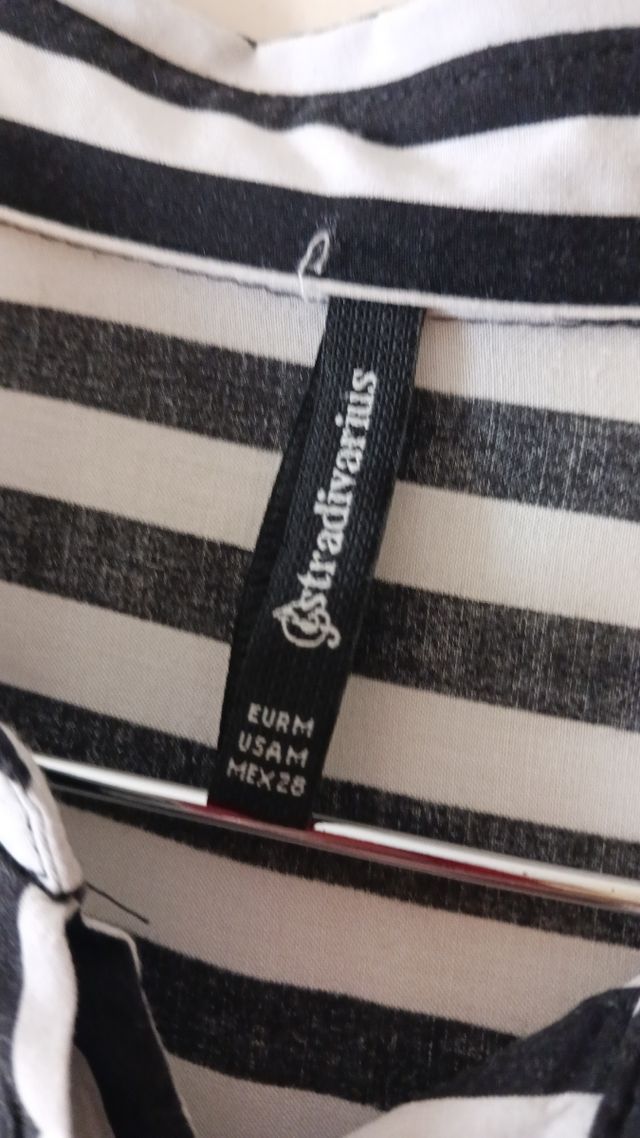 stradivarius
EUR M
USA M
MEX 28